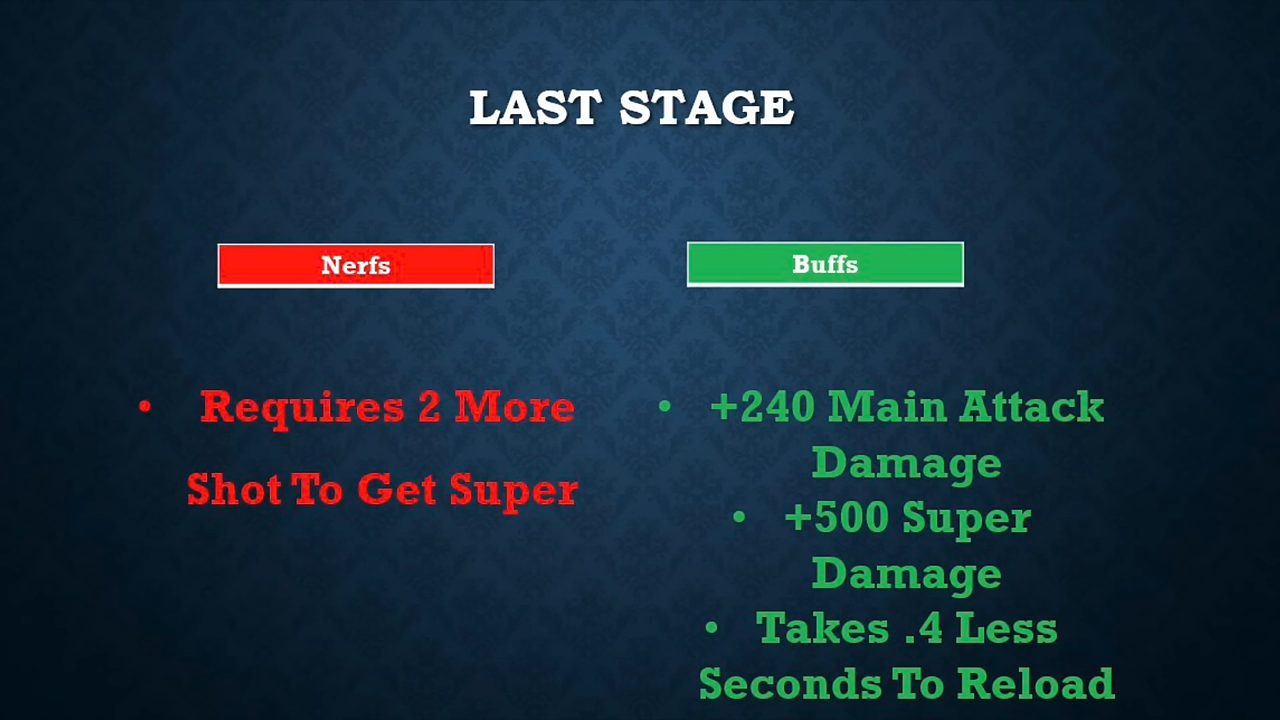 LAST STAGE
Nerfs
• Requires 2 More
Shot To Get Super
Buffs
• +240 Main Attack
Damage
• +500 Super
Damage
• Takes .4 Less
Seconds To Reload